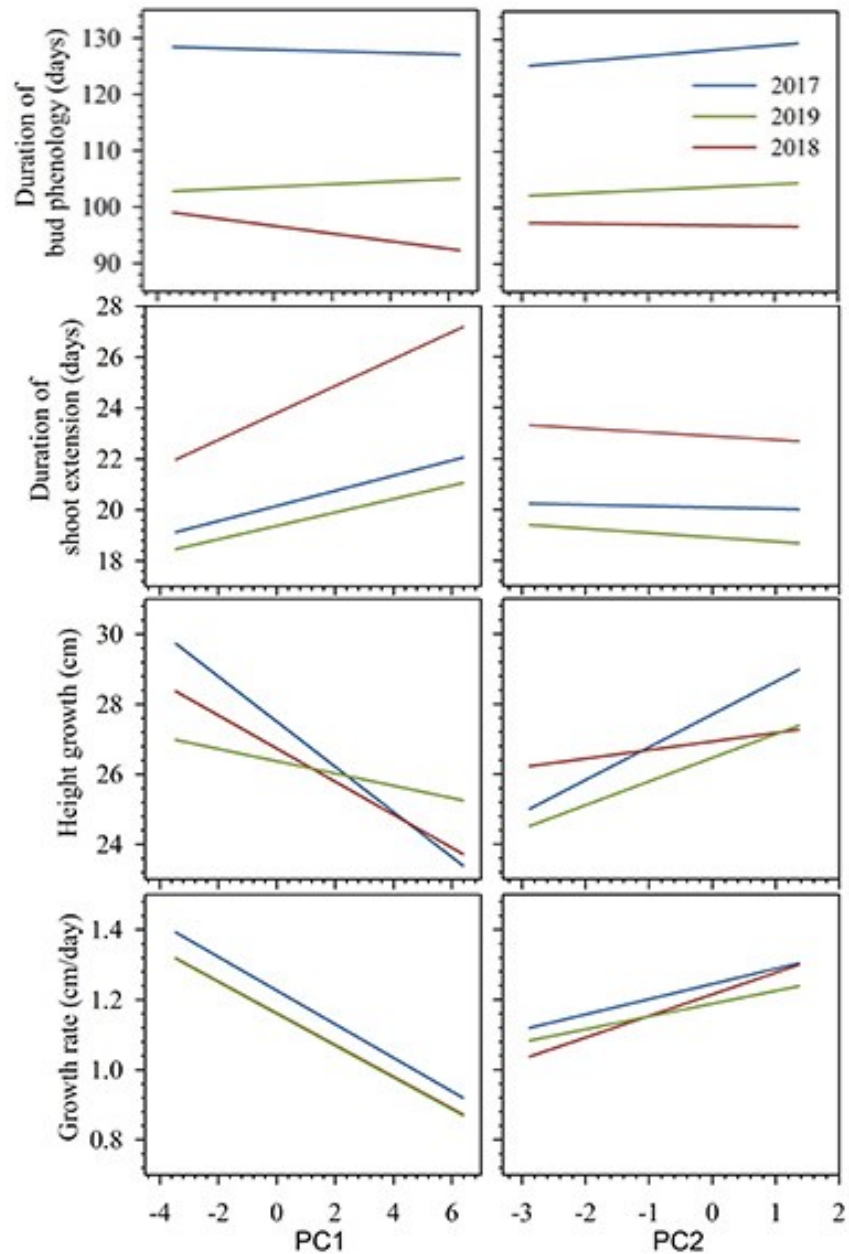 Duration of
bud phenology (days)
130
120
110
100
90
2017
2019
2018
Duration of
shoot extension (days)
28
26
24
22
20
18
Height growth (cm)
30
28
26
24
Growth rate (cm/day)
1.4
1.2
1.0
0.8
-4 -2 0 2 4 6
PC1
-3 -2 -1 0 1 2
PC2